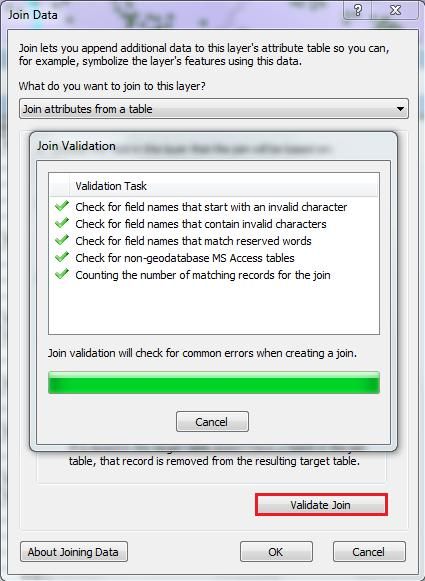 Join Data
Join lets you append additional data to this layer's attribute table so you can,
for example, symbolize the layer's features using this data.
What do you want to join to this layer?
Join attributes from a table
Join Validation
Validation Task
Check for field names that start with an invalid character
Check for field names that contain invalid characters
Check for field names that match reserved words
Check for non-geodatabase MS Access tables
Counting the number of matching records for the join
Join validation will check for common errors when creating a join.
Cancel
table, that record is removed from the resulting target table.
Validate Join
About Joining Data
OK
Cancel